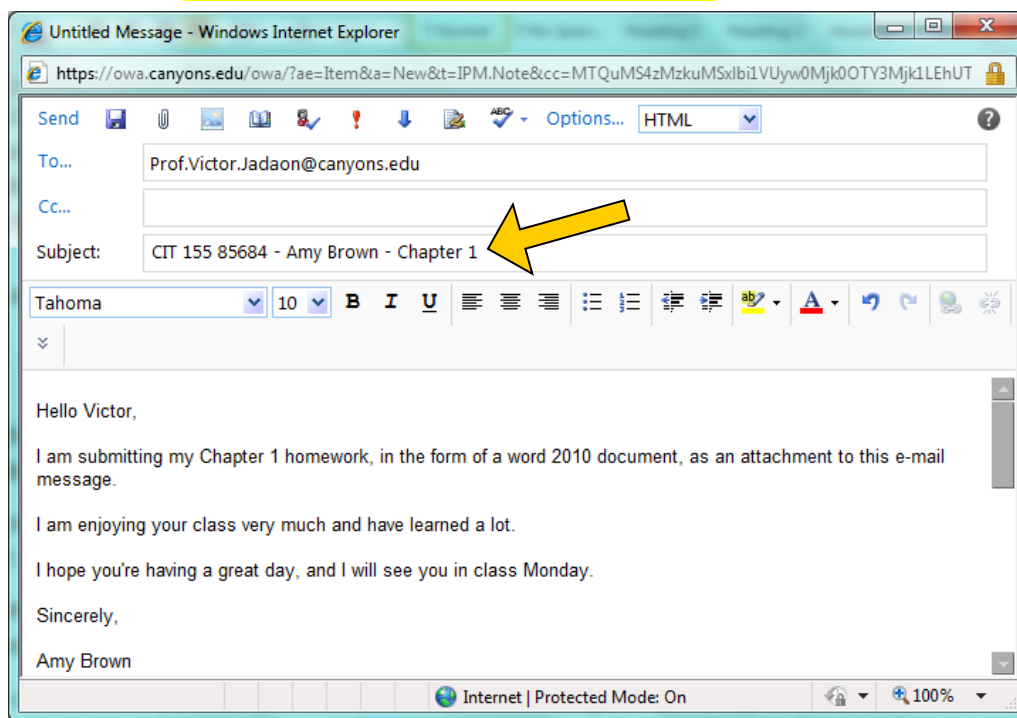 Untitled Message - Windows Internet Explorer
https://owa.canyons.edu/owa/?ae=Item&a=New&t=IPM.Note&cc=MTQuMS4zMzkuMSxlbi1VUyw0Mjk0OTY3Mjk1LEhUT
Send ABC Options... HTML
To... Prof.Victor.Jadaon@canyons.edu
Cc...
Subject: CIT 155 85684 - Amy Brown - Chapter 1
Tahoma 10 B I U ab A
Hello Victor,
I am submitting my Chapter 1 homework, in the form of a word 2010 document, as an attachment to this e-mail
message.
I am enjoying your class very much and have learned a lot.
I hope you're having a great day, and I will see you in class Monday.
Sincerely,
Amy Brown
Internet | Protected Mode: On 100%